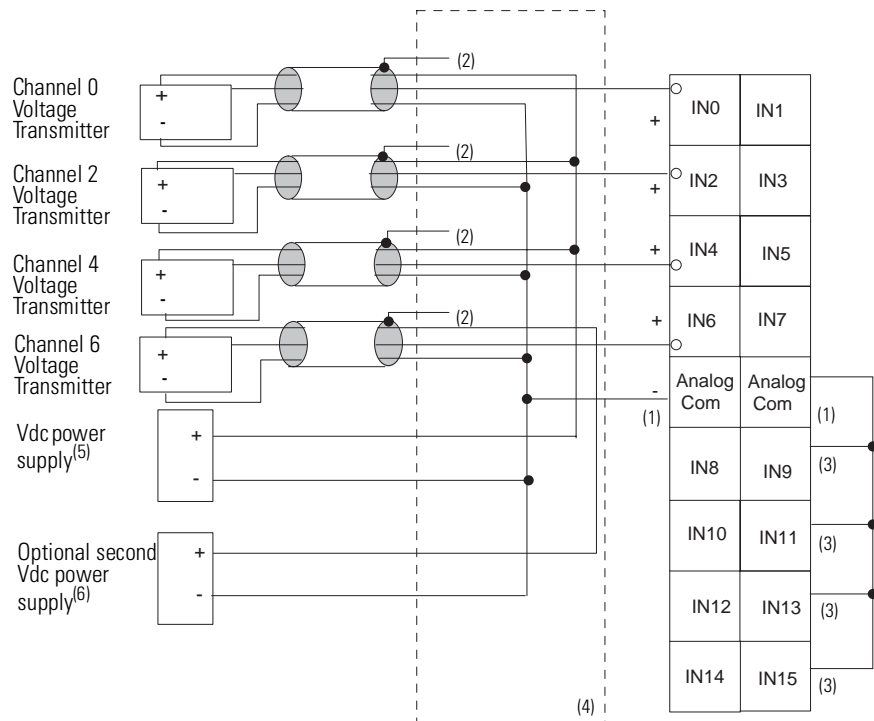 Channel 0
Voltage
Transmitter
+
-
(2)
Channel 2
Voltage
Transmitter
+
-
(2)
Channel 4
Voltage
Transmitter
+
-
(2)
Channel 6
Voltage
Transmitter
+
-
(2)
Vdc power
supply(5)
+
-
Optional second
Vdc power
supply(6)
+
-
(4)
+
IN0 IN1
+
IN2 IN3
+
IN4 IN5
+
IN6 IN7
-
(1)
Analog
Com
Analog
Com
(1)
IN8 IN9
(3)
IN10 IN11
(3)
IN12 IN13
(3)
IN14 IN15
(3)